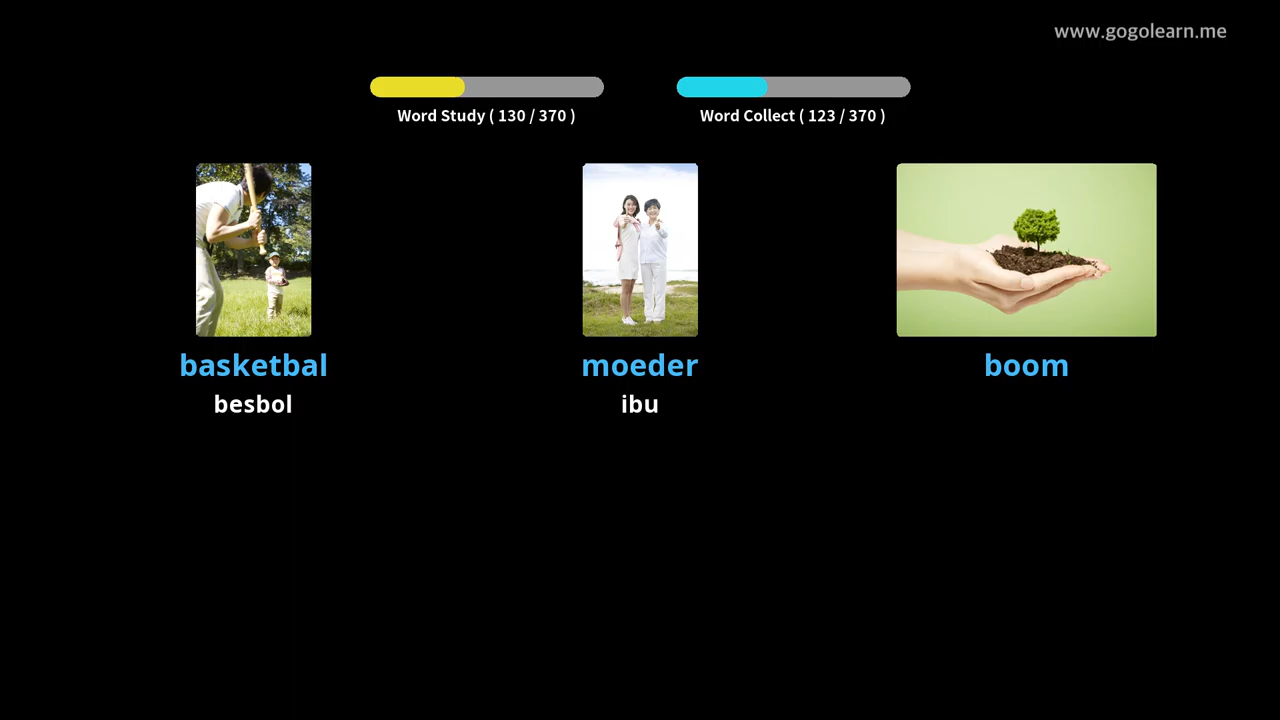 www.gogolearn.me
Word Study ( 130 / 370 )
Word Collect ( 123 / 370 )
basketbal
moeder
boom
besbol
ibu